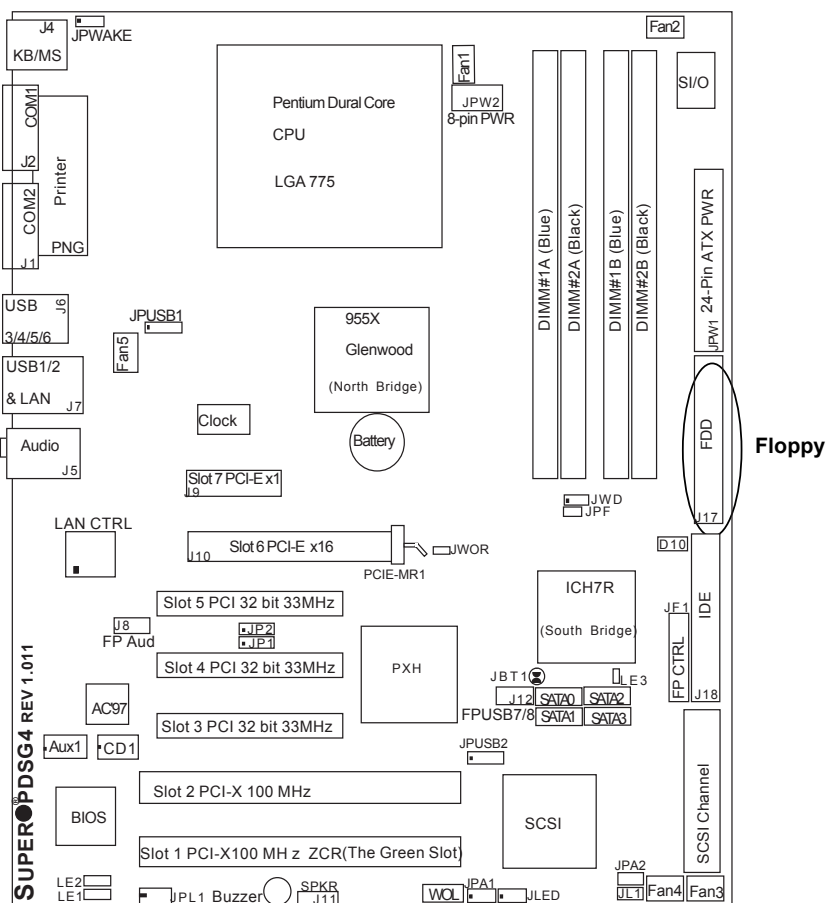 J4
JPWAKE
KB/MS
Fan2
Fan1
SI/O
COM1
J2
Printer
COM2
PNG
J1
Pentium Dural Core
CPU
LGA 775
JPW2
8-pin PWR
DIMM#1A (Blue)
DIMM#2A (Black)
DIMM#1B (Blue)
DIMM#2B (Black)
24-Pin ATX PWR
JPW1
USB
J6
3/4/5/6
JPUSB1
Fan5
USB1/2
& LAN
J7
955X
Glenwood
(North Bridge)
Clock
Battery
Audio
J5
FDD
J17
Floppy
Slot 7 PCI-E x1
J9
JWD
JPF
LAN CTRL
J10
Slot 6 PCI-E x16
PCIE-MR1
JWOR
D10
IDE
J18
JF1
FP CTRL
ICH7R
(South Bridge)
Slot 5 PCI 32 bit 33MHz
J8
FP Aud
JP2
JP1
Slot 4 PCI 32 bit 33MHz
PXH
JBT1
LE3
J12
SATA0
SATA2
FPUSB7/8
SATA1
SATA3
AC'97
Slot 3 PCI 32 bit 33MHz
Aux1
CD1
JPUSB2
SUPER®PDSG4 REV 1.011
Slot 2 PCI-X 100 MHz
BIOS
SCSI
SCSI Channel
Slot 1 PCI-X100 MH z ZCR(The Green Slot)
LE2
LE1
JPL1
Buzzer
SPKR
J11
WOL
JPA1
JLED
JPA2
JL1
Fan4
Fan3